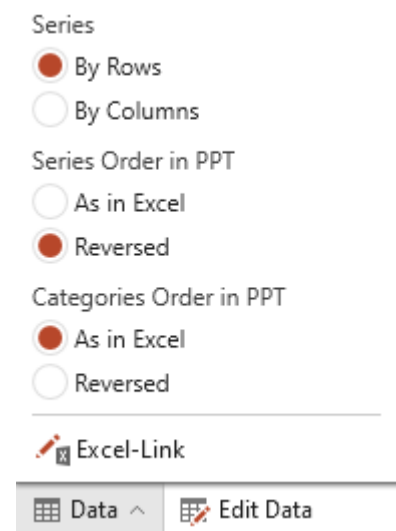 Series
By Rows
By Columns
Series Order in PPT
As in Excel
Reversed
Categories Order in PPT
As in Excel
Reversed
Excel-Link
Data Edit Data